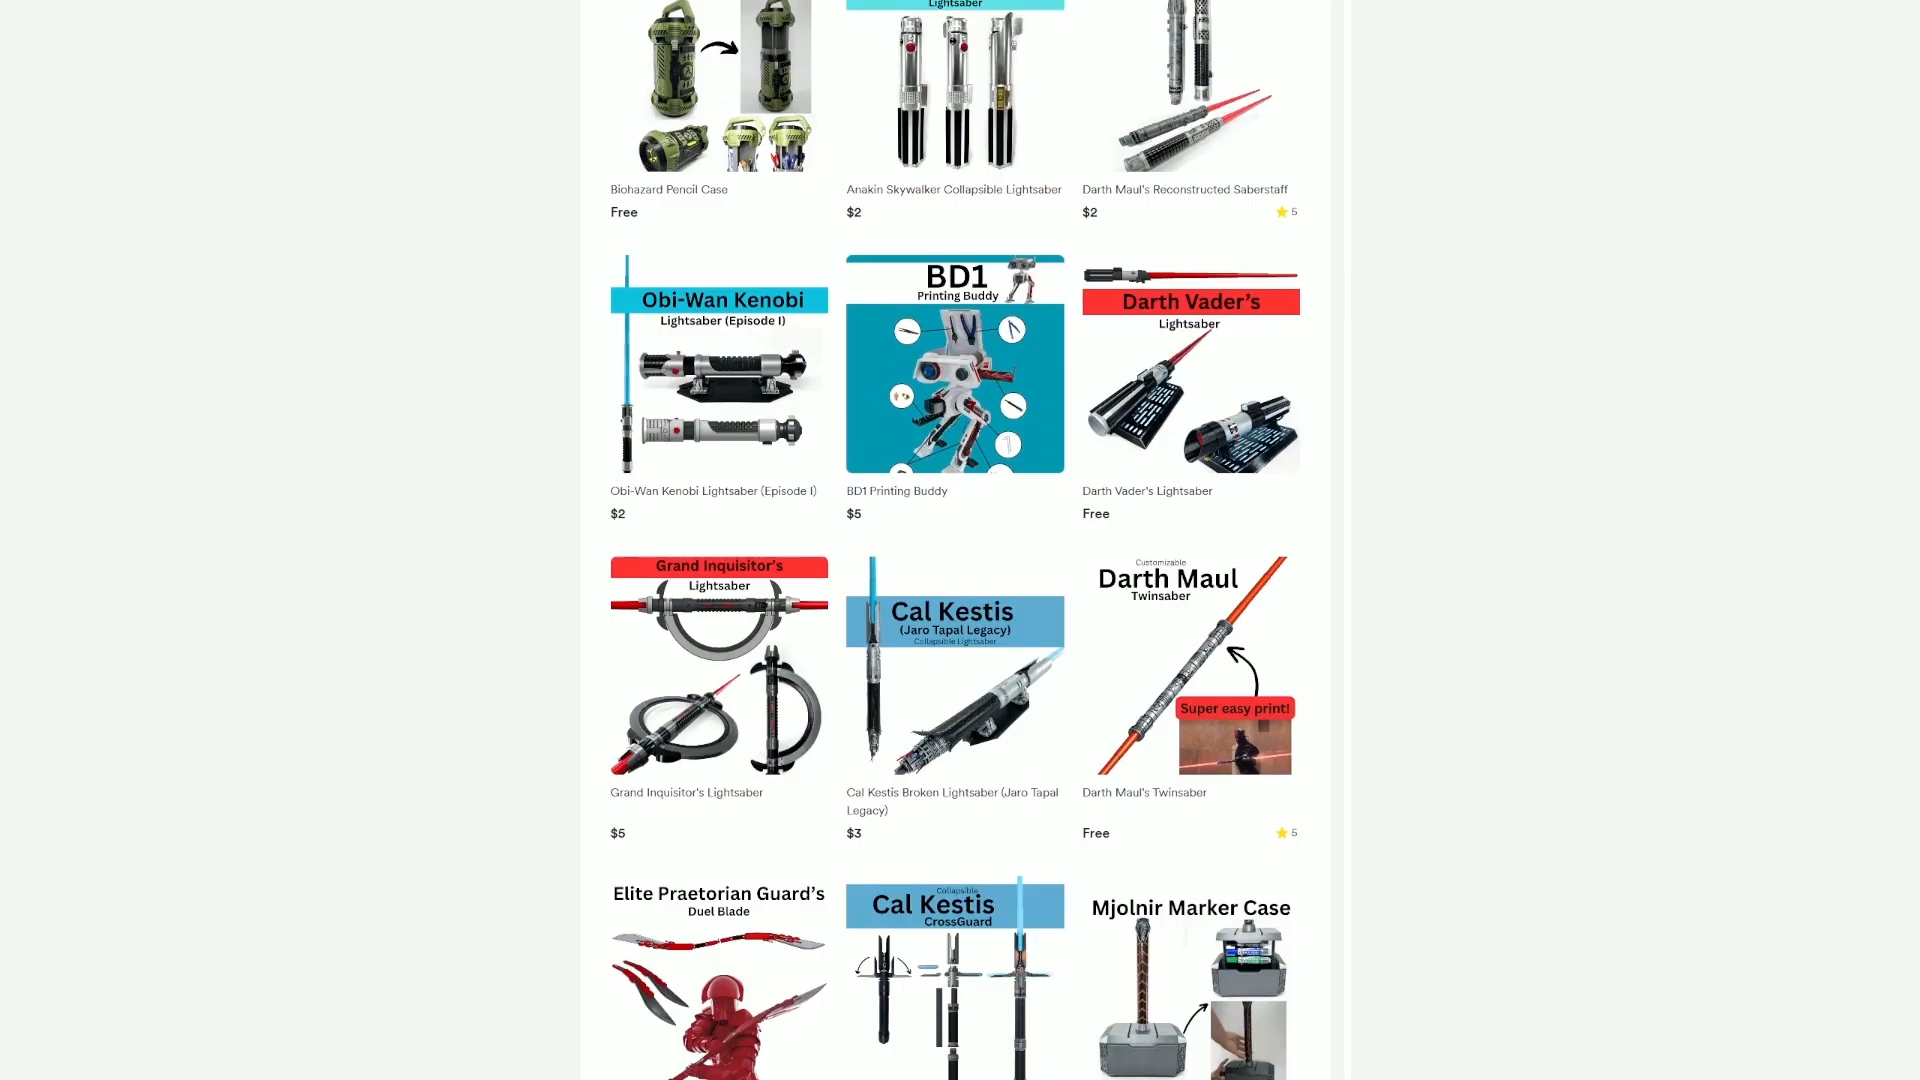 Lightsaber
Biohazard Pencil Case
Free
Anakin Skywalker Collapsible Lightsaber
$2
Darth Maul's Reconstructed Saberstaff
$2
5
Obi-Wan Kenobi
Lightsaber (Episode I)
Obi-Wan Kenobi Lightsaber (Episode I)
$2
BD1
Printing Buddy
BD1 Printing Buddy
$5
Darth Vader's
Lightsaber
Darth Vader's Lightsaber
Free
Grand Inquisitor's
Lightsaber
Grand Inquisitor's Lightsaber
$5
Cal Kestis
(Jaro Tapal Legacy)
Collapsible Lightsaber
Cal Kestis Broken Lightsaber (Jaro Tapal
Legacy)
$3
Customizable
Darth Maul
Twinsaber
Super easy print!
Darth Maul's Twinsaber
Free
5
Elite Praetorian Guard's
Duel Blade
Collapsible
Cal Kestis
CrossGuard
Mjolnir Marker Case